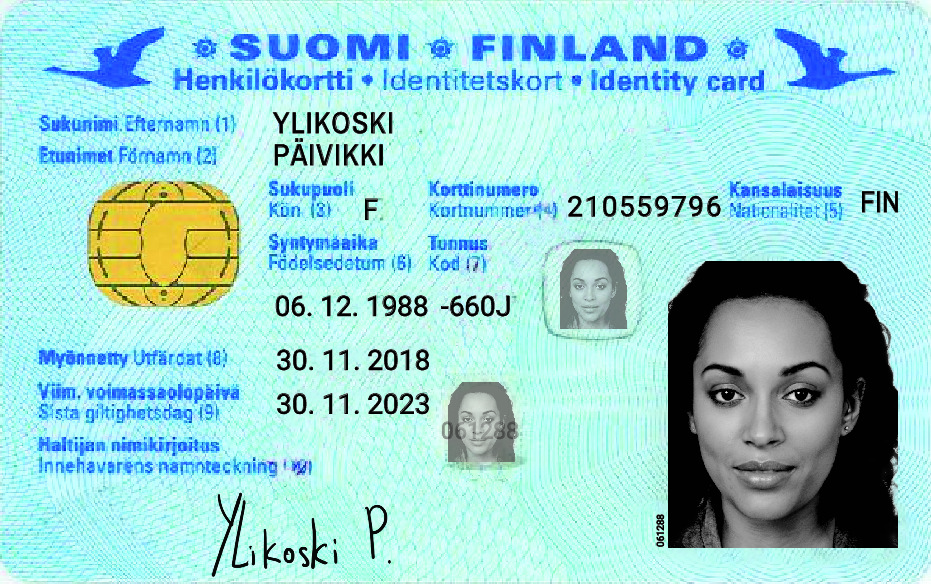 SUOMI FINLAND
Henkilökortti • Identitetskort • Identity card
Sukunimi Efternamn (1) YLIKOSKI
Etunimet Förnamn (2) PÄIVIKKI
Sukupuoli Korttinumero Kansalaisuus
Kön (3) F Kortnummer 210559796 Nationalitet (5) FIN
Syntymäaika Tunnus
Födelsedatum (6) Kod (7)
06. 12. 1988 -660J
Myönnetty Utfärdat (8) 30. 11. 2018
Viim. voimassaolopäivä
Sista giltighetsdag (9) 30. 11. 2023
061288
Haltijan nimikirjoitus
Innehavarens namnteckning
Ylikoski P.
061288